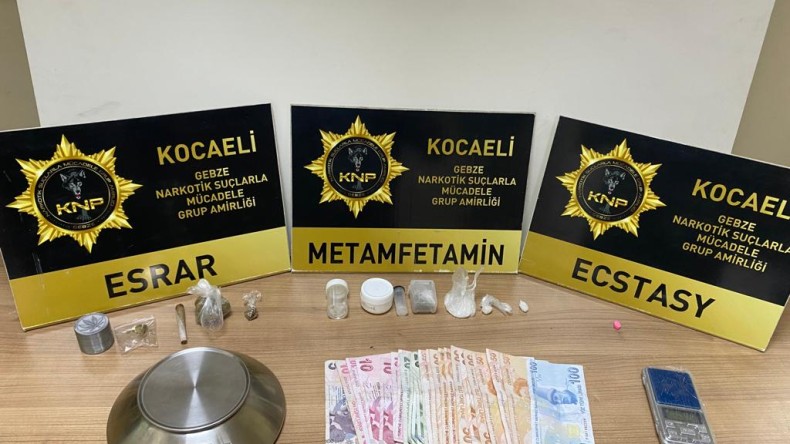 KNP
KOCAELİ
GEBZE
NARKOTİK SUÇLARLA
MÜCADELE
GRUP AMİRLİĞİ
ESRAR
KNP
KOCAELİ
GEBZE
NARKOTİK SUÇLARLA
MÜCADELE
GRUP AMİRLİĞİ
METAMFETAMİN
KNP
KOCAELİ
GEBZE
NARKOTİK SUÇLARLA
MÜCADELE
GRUP AMİRLİĞİ
ECSTASY
100